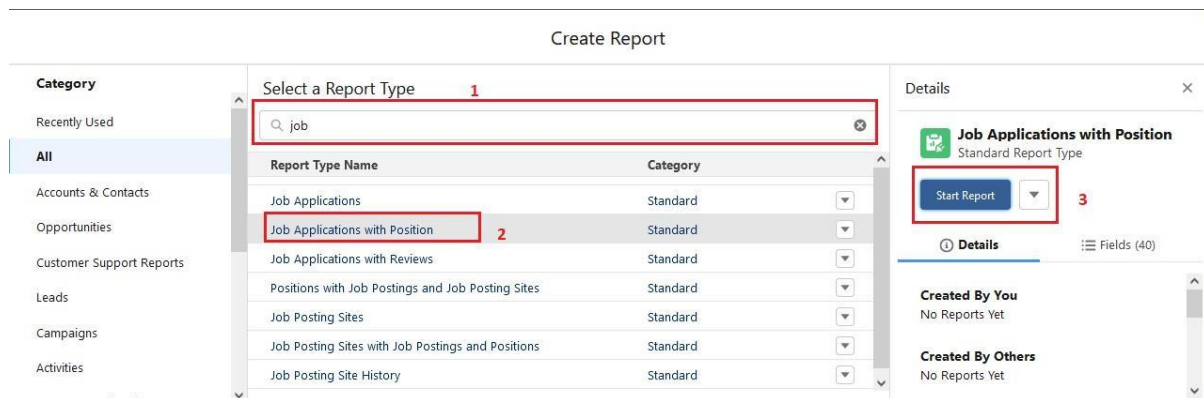 Create Report
Category
Recently Used
All
Accounts & Contacts
Opportunities
Customer Support Reports
Leads
Campaigns
Activities
Select a Report Type 1
job
Report Type Name Category
Job Applications Standard
Job Applications with Position 2 Standard
Job Applications with Reviews Standard
Positions with Job Postings and Job Posting Sites Standard
Job Posting Sites Standard
Job Posting Sites with Job Postings and Positions Standard
Job Posting Site History Standard
Details
Job Applications with Position
Standard Report Type
Start Report 3
Details Fields (40)
Created By You
No Reports Yet
Created By Others
No Reports Yet